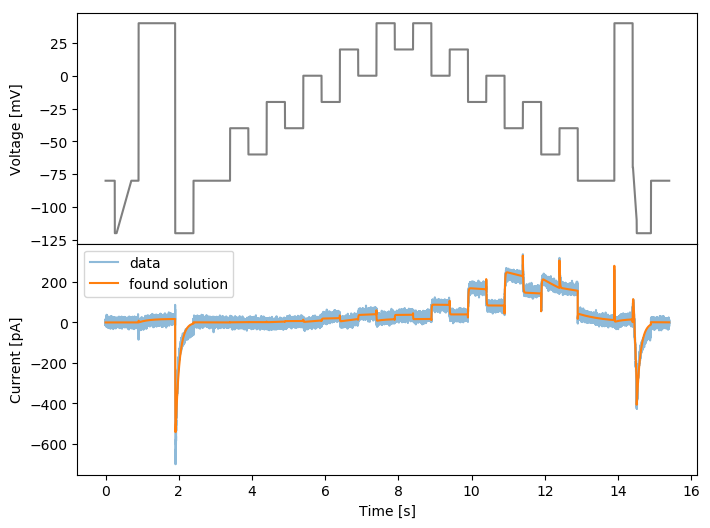 Voltage [mV]
25
0
−25
−50
−75
−100
−125
data
found solution
Current [pA]
200
0
−200
−400
−600
0 2 4 6 8 10 12 14 16
Time [s]